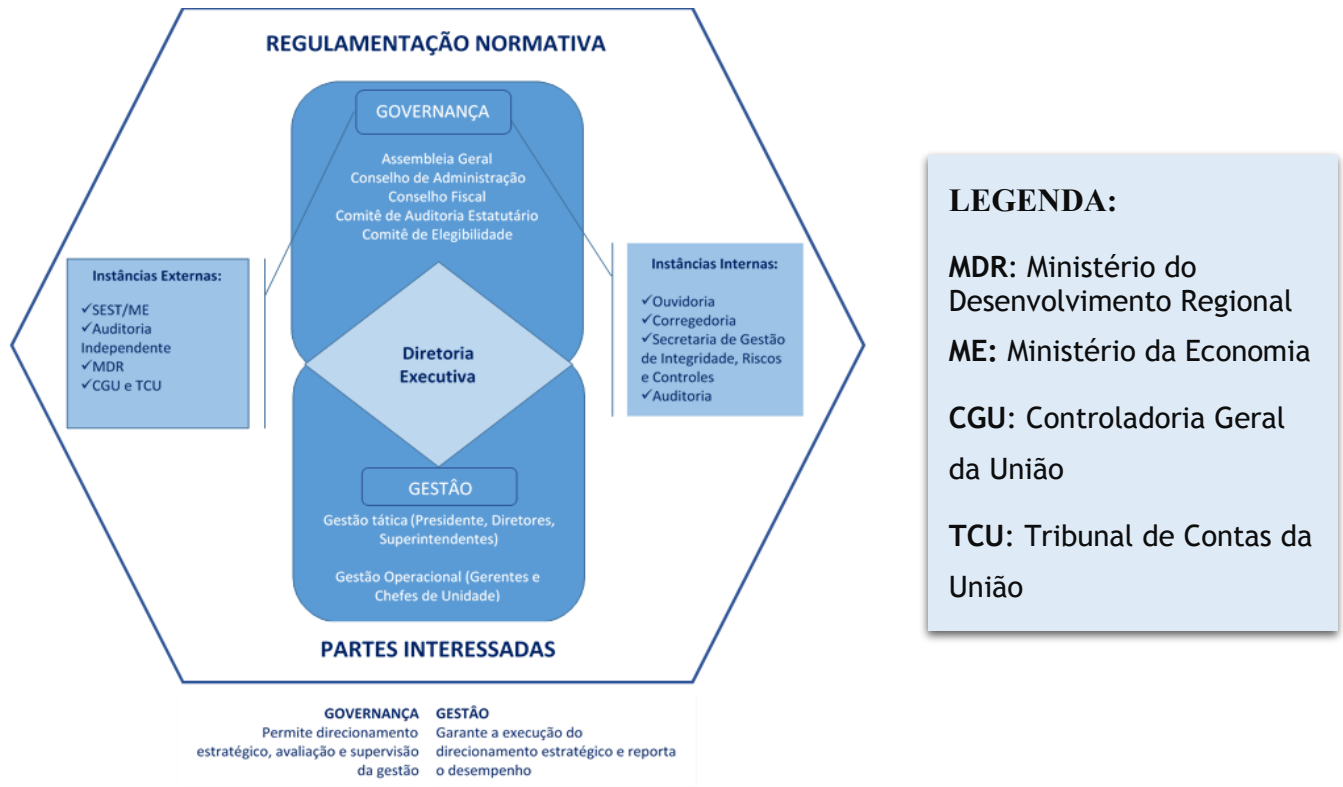 REGULAMENTAÇÃO NORMATIVA
GOVERNANÇA
Assembleia Geral
Conselho de Administração
Conselho Fiscal
Comitê de Auditoria Estatutário
Comitê de Elegibilidade
Instâncias Externas:
✓SEST/ME
✓Auditoria
Independente
✓MDR
✓CGU e TCU
Diretoria
Executiva
Instâncias Internas:
✓Ouvidoria
✓Corregedoria
✓Secretaria de Gestão
de Integridade, Riscos
e Controles
✓Auditoria
GESTÂO
Gestão tática (Presidente, Diretores,
Superintendentes)
Gestão Operacional (Gerentes e
Chefes de Unidade)
PARTES INTERESSADAS
GOVERNANÇA
Permite direcionamento
estratégico, avaliação e supervisão
da gestão
GESTÃO
Garante a execução do
direcionamento estratégico e reporta
o desempenho
LEGENDA:
MDR: Ministério do
Desenvolvimento Regional
ME: Ministério da Economia
CGU: Controladoria Geral
da União
TCU: Tribunal de Contas da
União